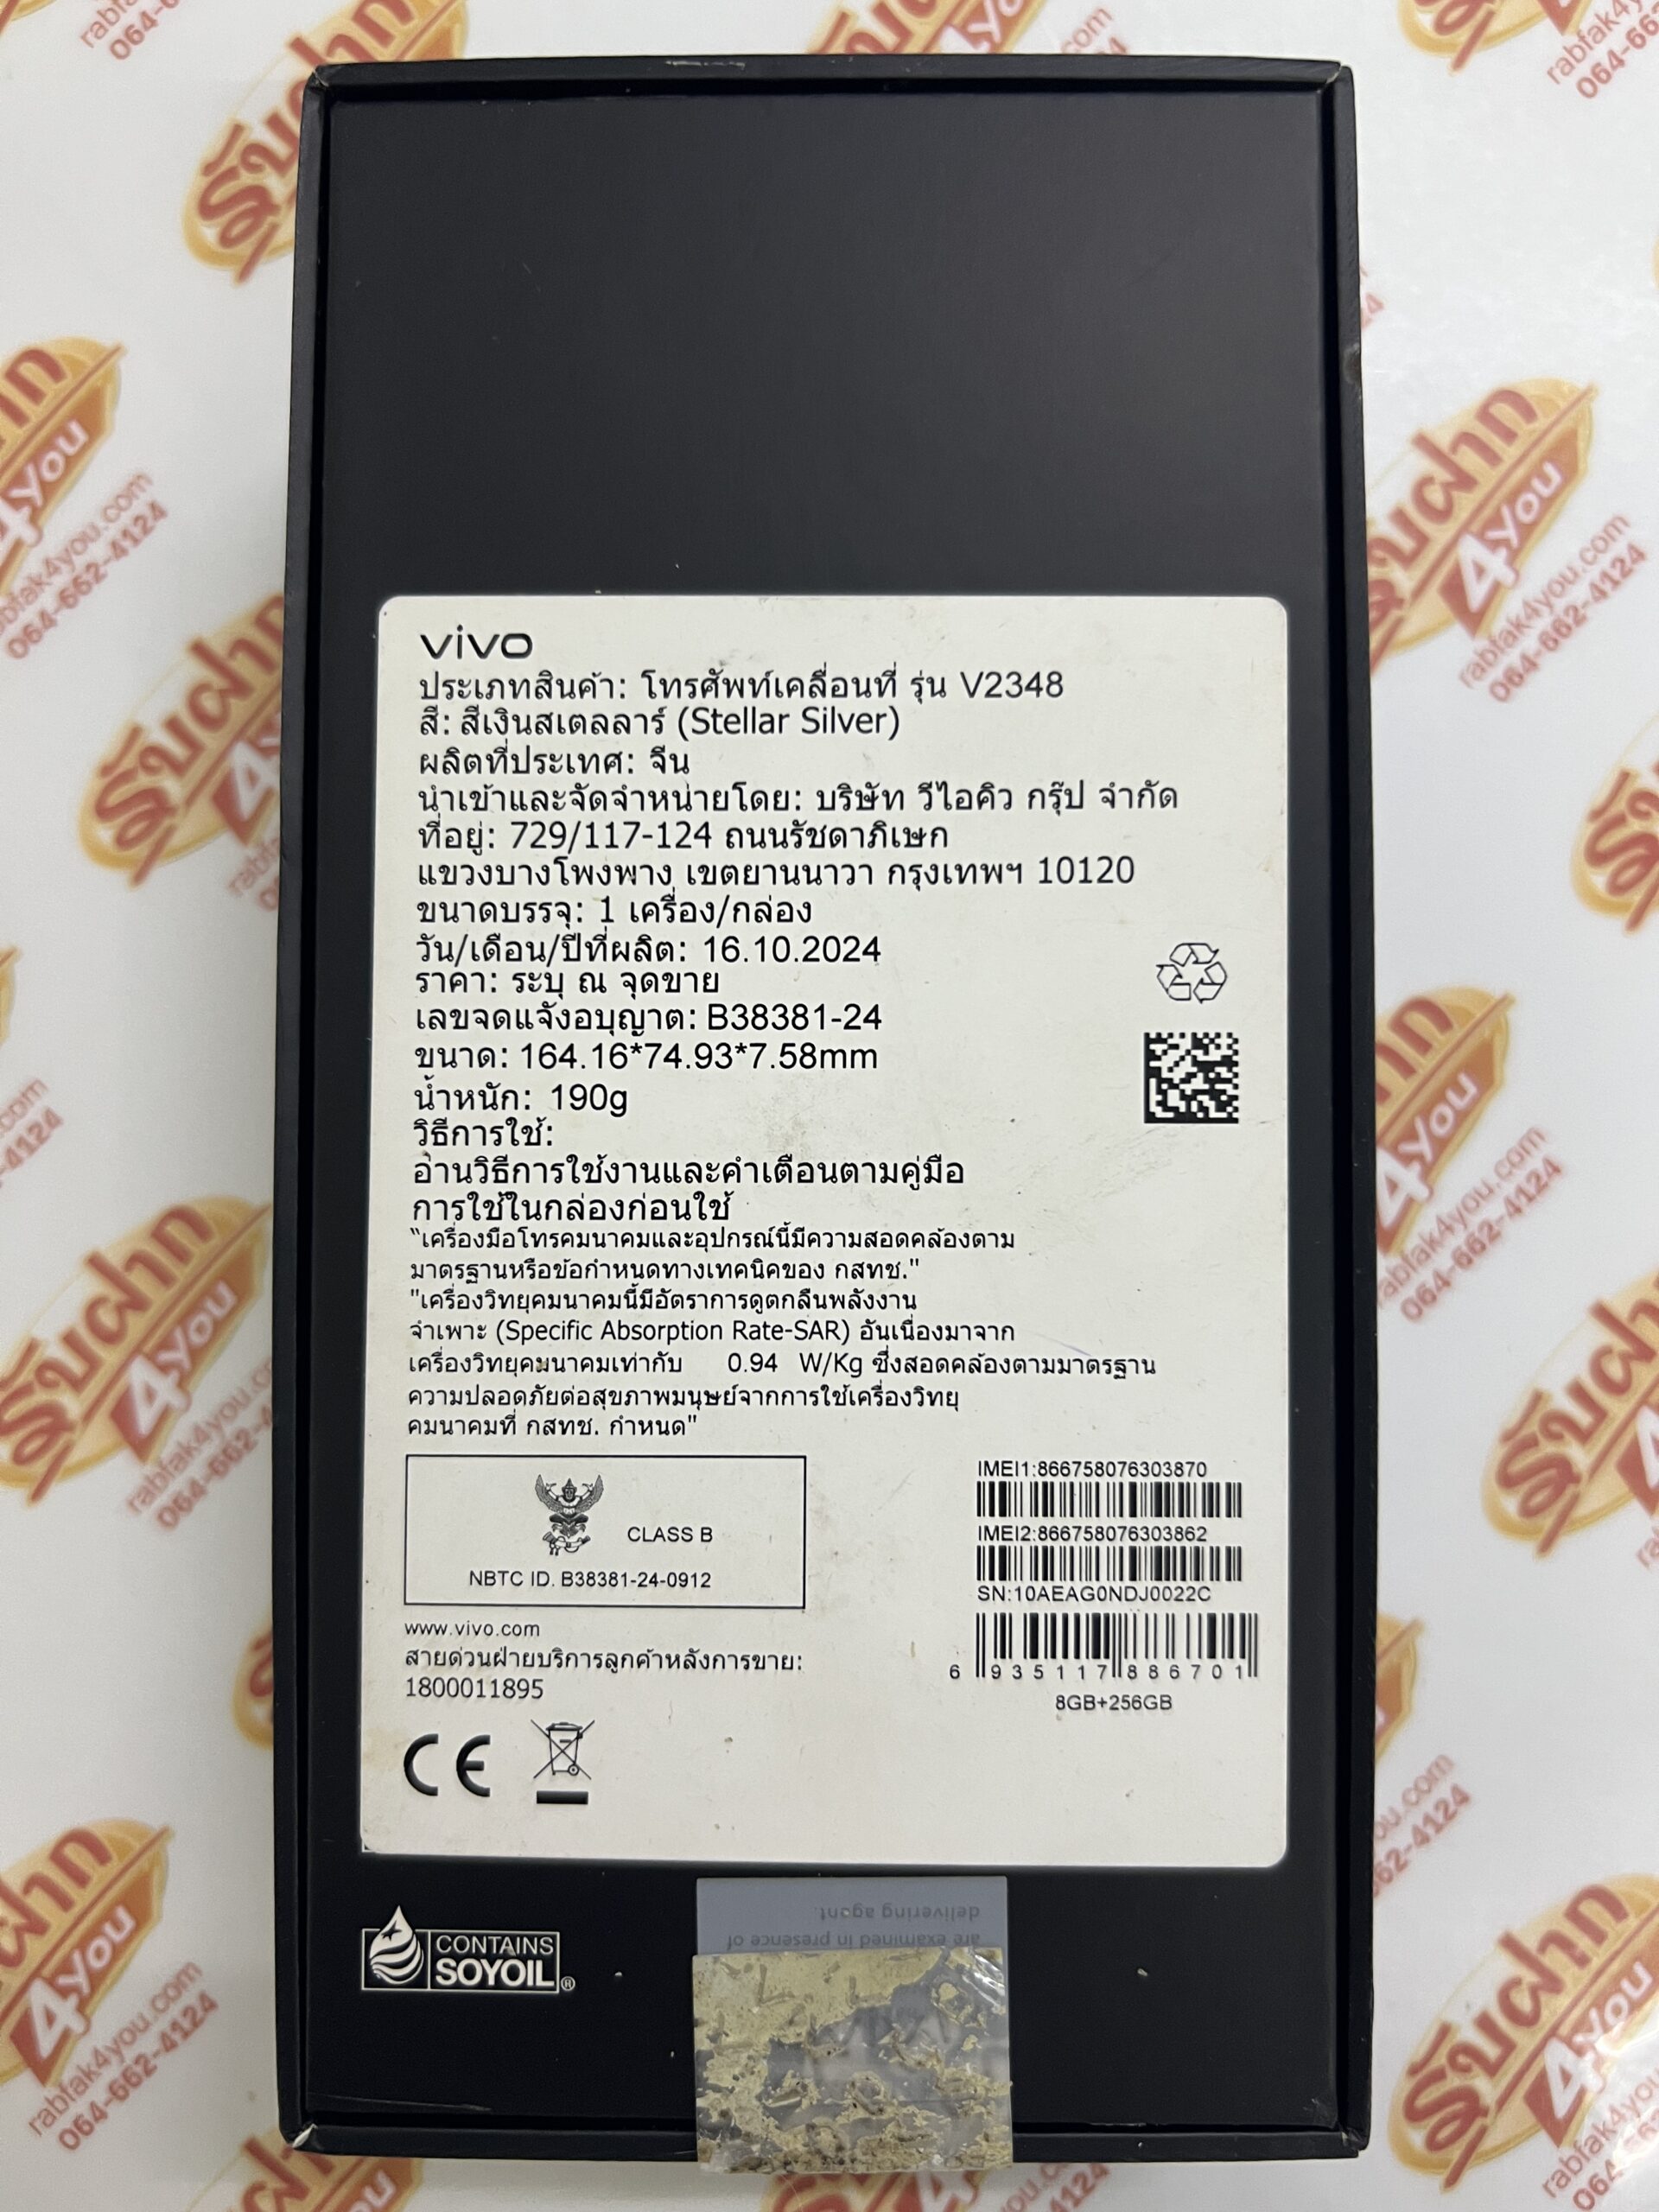 vivo
ประเภทสินค้า: โทรศัพท์เคลื่อนที่ รุ่น V2348
สี: สีเงินสเตลลาร์ (Stellar Silver)
ผลิตที่ประเทศ: จีน
นำเข้าและจัดจำหน่ายโดย: บริษัท วีไอคิว กรุ๊ป จำกัด
ที่อยู่: 729/117-124 ถนนรัชดาภิเษก
แขวงบางโพงพาง เขตยานนาวา กรุงเทพฯ 10120
ขนาดบรรจุ: 1 เครื่อง/กล่อง
วัน/เดือน/ปีที่ผลิต: 16.10.2024
ราคา: ระบุ ณ จุดขาย
เลขจดแจ้งอนุญาต: B38381-24
ขนาด: 164.16*74.93*7.58mm
น้ำหนัก: 190g
วิธีการใช้:
อ่านวิธีการใช้งานและคำเตือนตามคู่มือ
การใช้ในกล่องก่อนใช้
"เครื่องมือโทรคมนาคมและอุปกรณ์นี้มีความสอดคล้องตาม
มาตรฐานหรือข้อกำหนดทางเทคนิคของ กสทช."
"เครื่องวิทยุคมนาคมนี้มีอัตราการดูดกลืนพลังงาน
จำเพาะ (Specific Absorption Rate-SAR) อันเนื่องมาจาก
เครื่องวิทยุคมนาคมเท่ากับ 0.94 W/Kg ซึ่งสอดคล้องตามมาตรฐาน
ความปลอดภัยต่อสุขภาพมนุษย์จากการใช้เครื่องวิทยุ
คมนาคมที่ กสทช. กำหนด"
CLASS B
NBTC ID. B38381-24-0912
IMEI1:866758076303870
IMEI2:866758076303862
SN:10AEAG0NDJ0022C
6 935117 886701
8GB+256GB
www.vivo.com
สายด่วนฝ่ายบริการลูกค้าหลังการขาย:
1800011895
CE
CONTAINS
SOYOIL®
are examined in presence of
delivering agent.
รับฝาก
4you
rabfak4you.com
064-662-4124